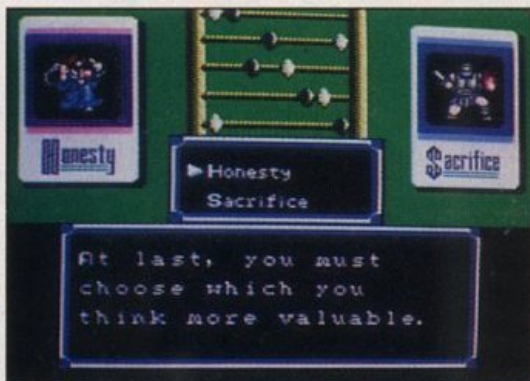 Honesty
Sacrifice
Honesty
Sacrifice
At last, you must
choose which you
think more valuable.